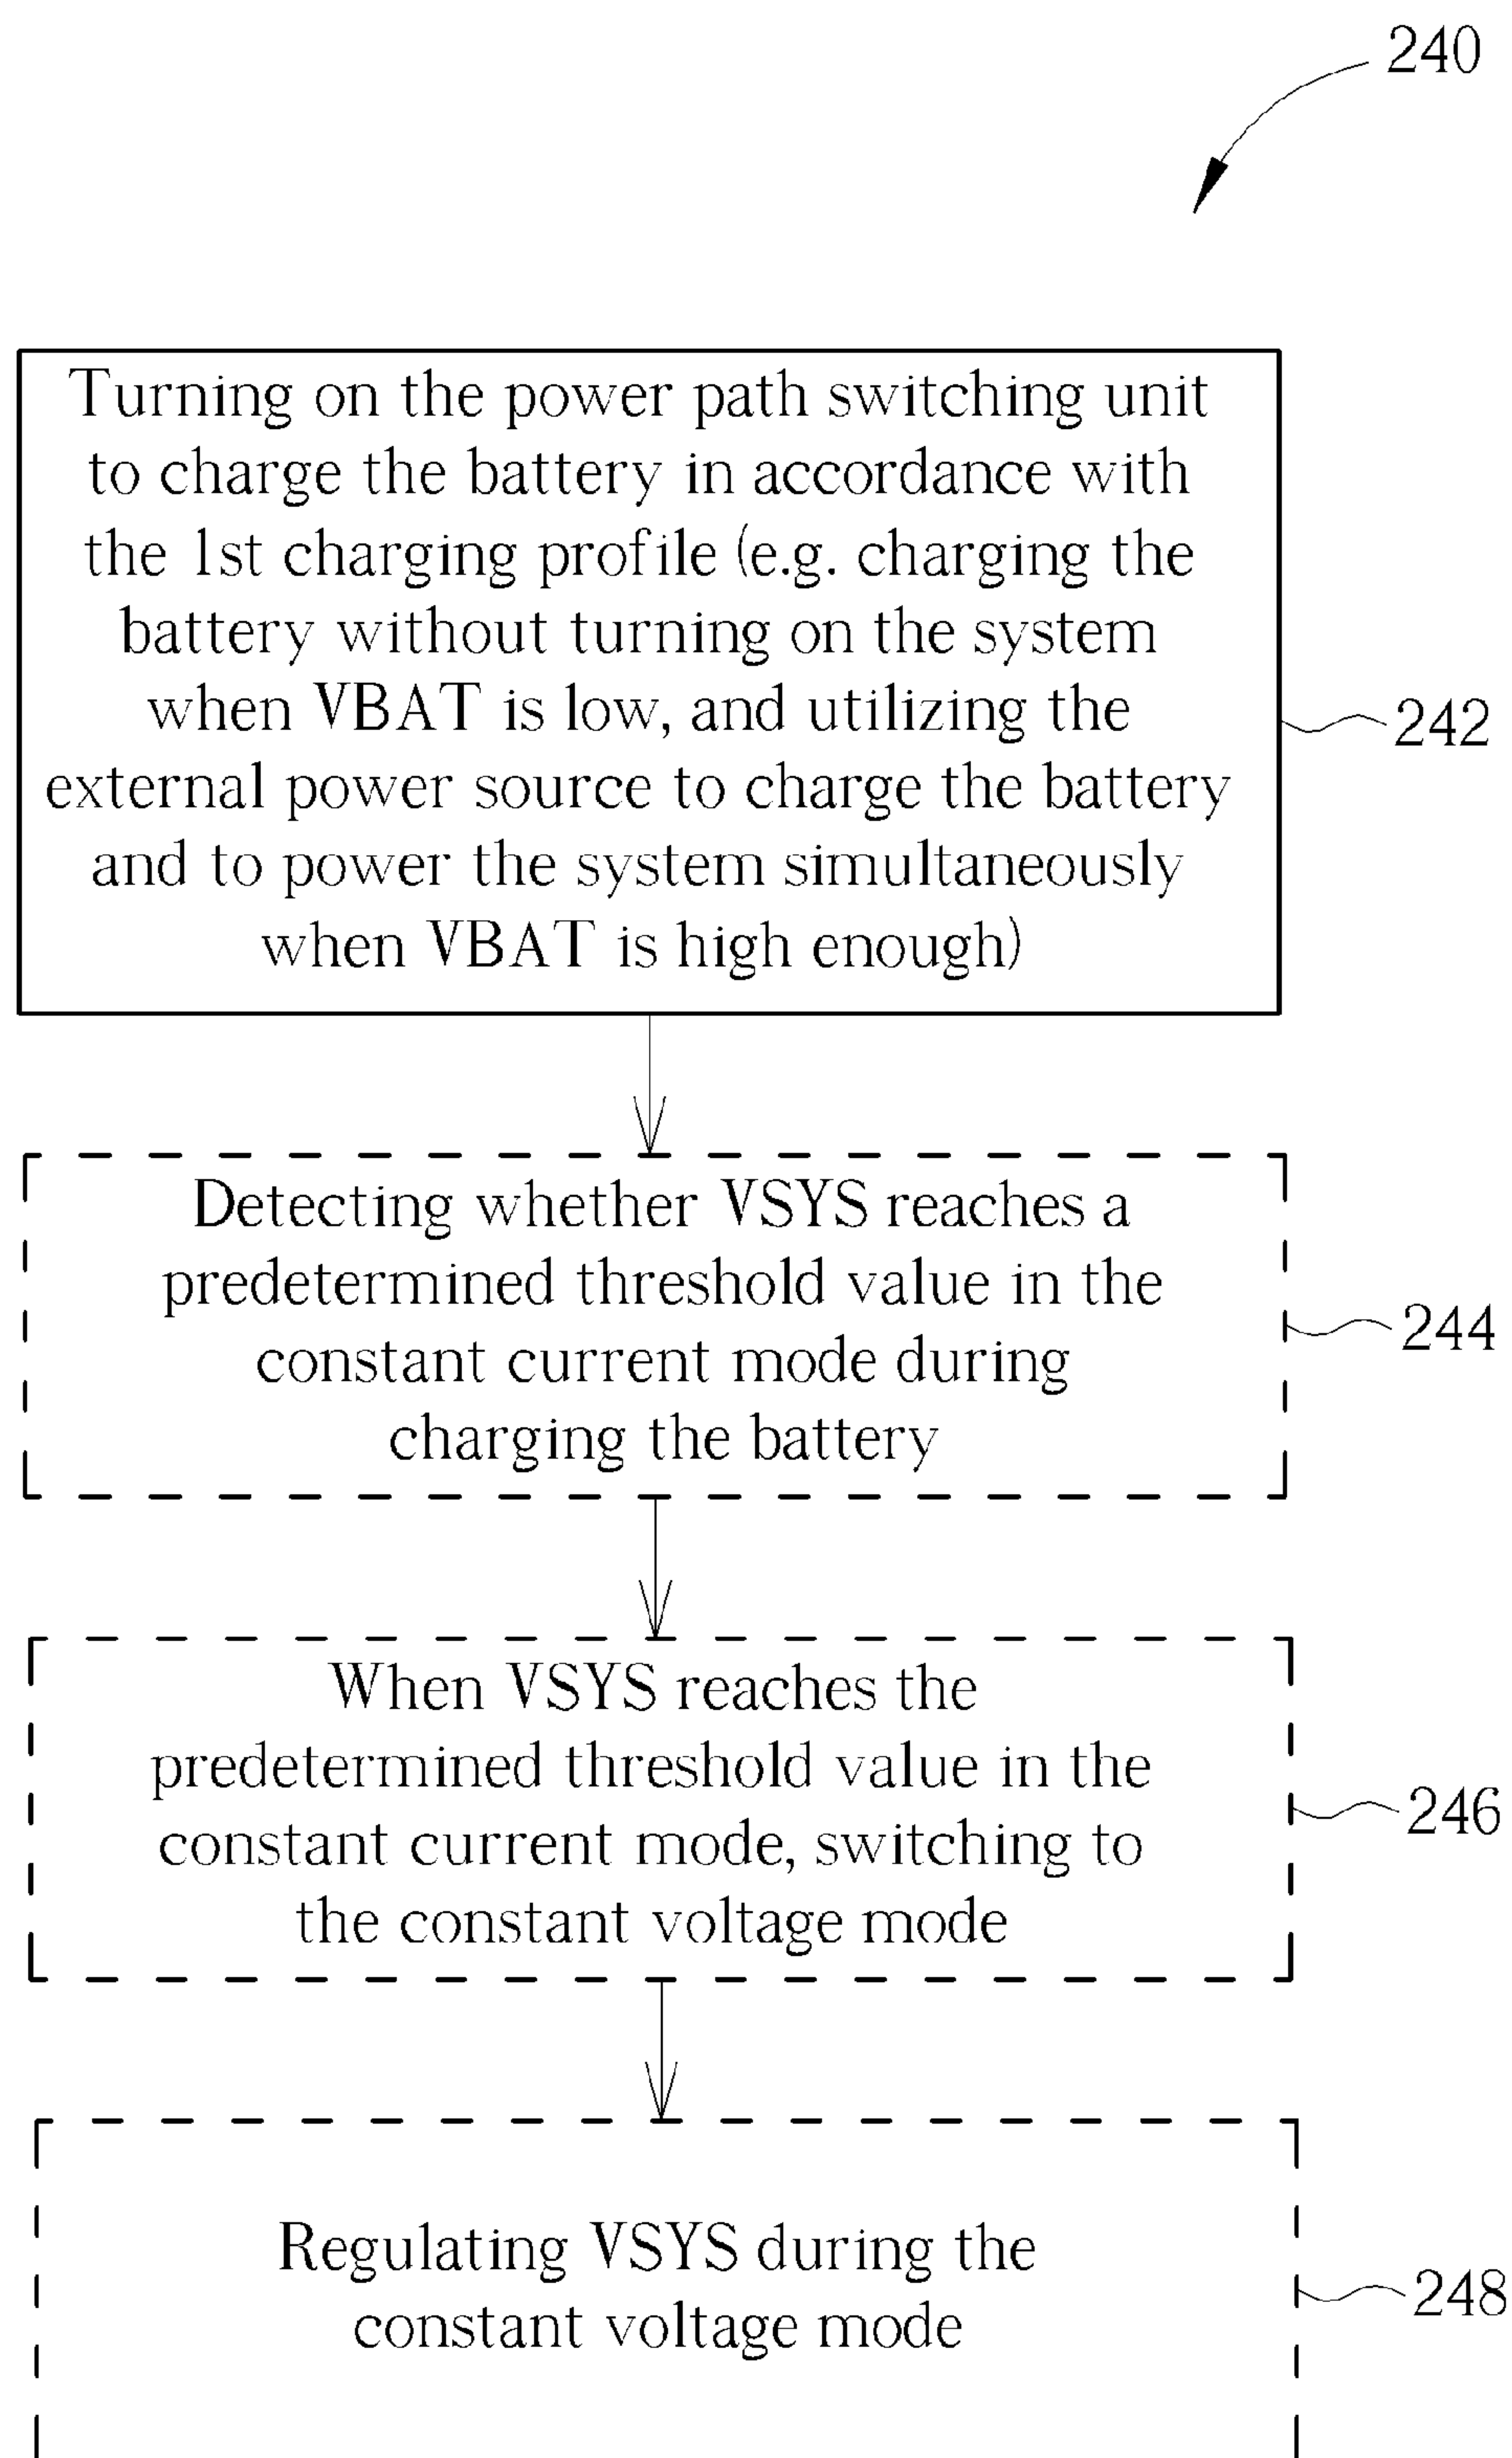 240
Turning on the power path switching unit
to charge the battery in accordance with
the 1st charging profile (e.g. charging the
battery without turning on the system
when VBAT is low, and utilizing the
external power source to charge the battery
and to power the system simultaneously
when VBAT is high enough)
242
Detecting whether VSYS reaches a
predetermined threshold value in the
constant current mode during
charging the battery
244
When VSYS reaches the
predetermined threshold value in the
constant current mode, switching to
the constant voltage mode
246
Regulating VSYS during the
constant voltage mode
248